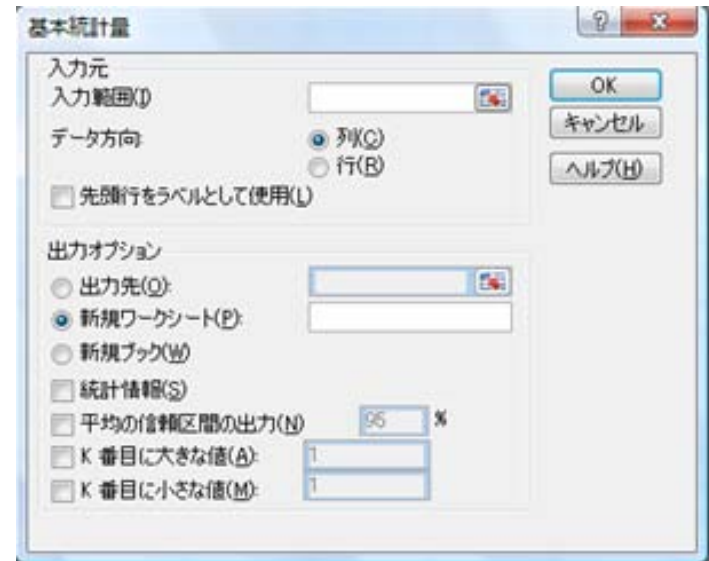 基本統計量
入力元
入力範囲(I)
OK
キャンセル
データ方向:
列(C)
行(R)
ヘルプ(H)
先頭行をラベルとして使用(L)
出力オプション
出力先(O):
新規ワークシート(P):
新規ブック(W)
統計情報(S)
平均の信頼区間の出力(N)
95
%
K 番目に大きな値(A):
1
K 番目に小さな値(M):
1